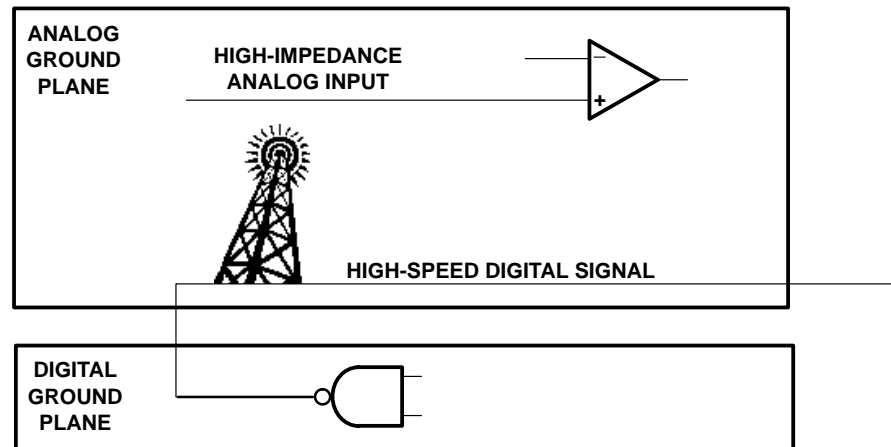 ANALOG
GROUND
PLANE
HIGH-IMPEDANCE
ANALOG INPUT
–
+
HIGH-SPEED DIGITAL SIGNAL
DIGITAL
GROUND
PLANE